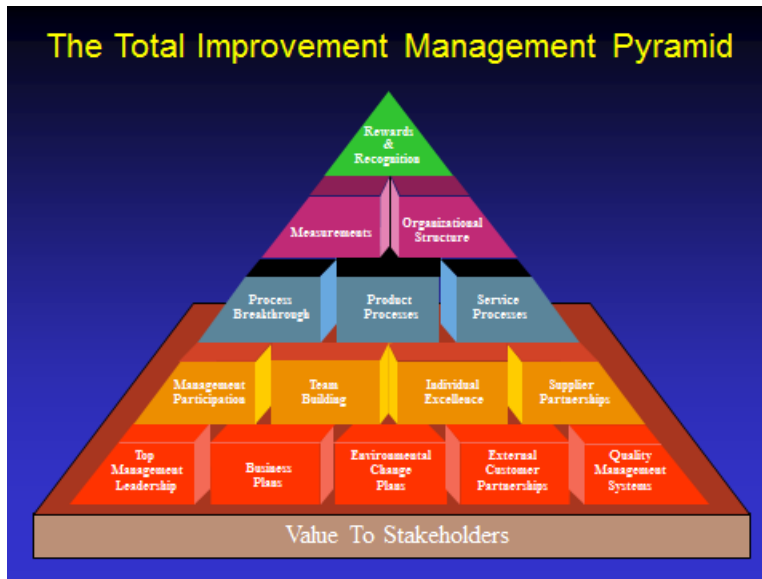 The Total Improvement Management Pyramid
Rewards
&
Recognition
Measurements
Organizational
Structure
Process
Breakthrough
Product
Processes
Service
Processes
Management
Participation
Team
Building
Individual
Excellence
Supplier
Partnerships
Top
Management
Leadership
Business
Plans
Environmental
Change
Plans
External
Customer
Partnerships
Quality
Management
Systems
Value To Stakeholders